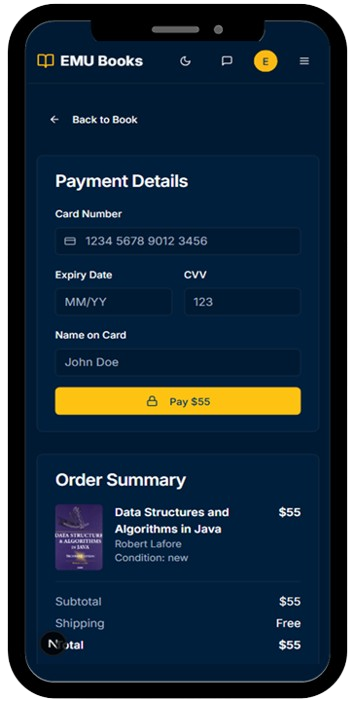 EMU Books
E
Back to Book
Payment Details
Card Number
1234 5678 9012 3456
Expiry Date
CVV
MM/YY
123
Name on Card
John Doe
Pay $55
Order Summary
Data Structures and
$55
Algorithms in Java
Robert Lafore
Condition: new
DATA STRUCTURES
& ALGORITHMS
IN JAVA
Subtotal
$55
Shipping
Free
N
otal
$55